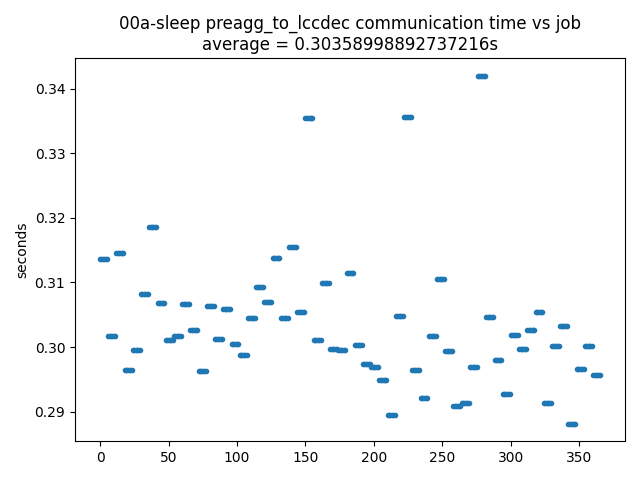 00a-sleep preagg_to_lccdec communication time vs job
average = 0.30358998892737216s
seconds
0.34
0.33
0.32
0.31
0.30
0.29
0 50 100 150 200 250 300 350